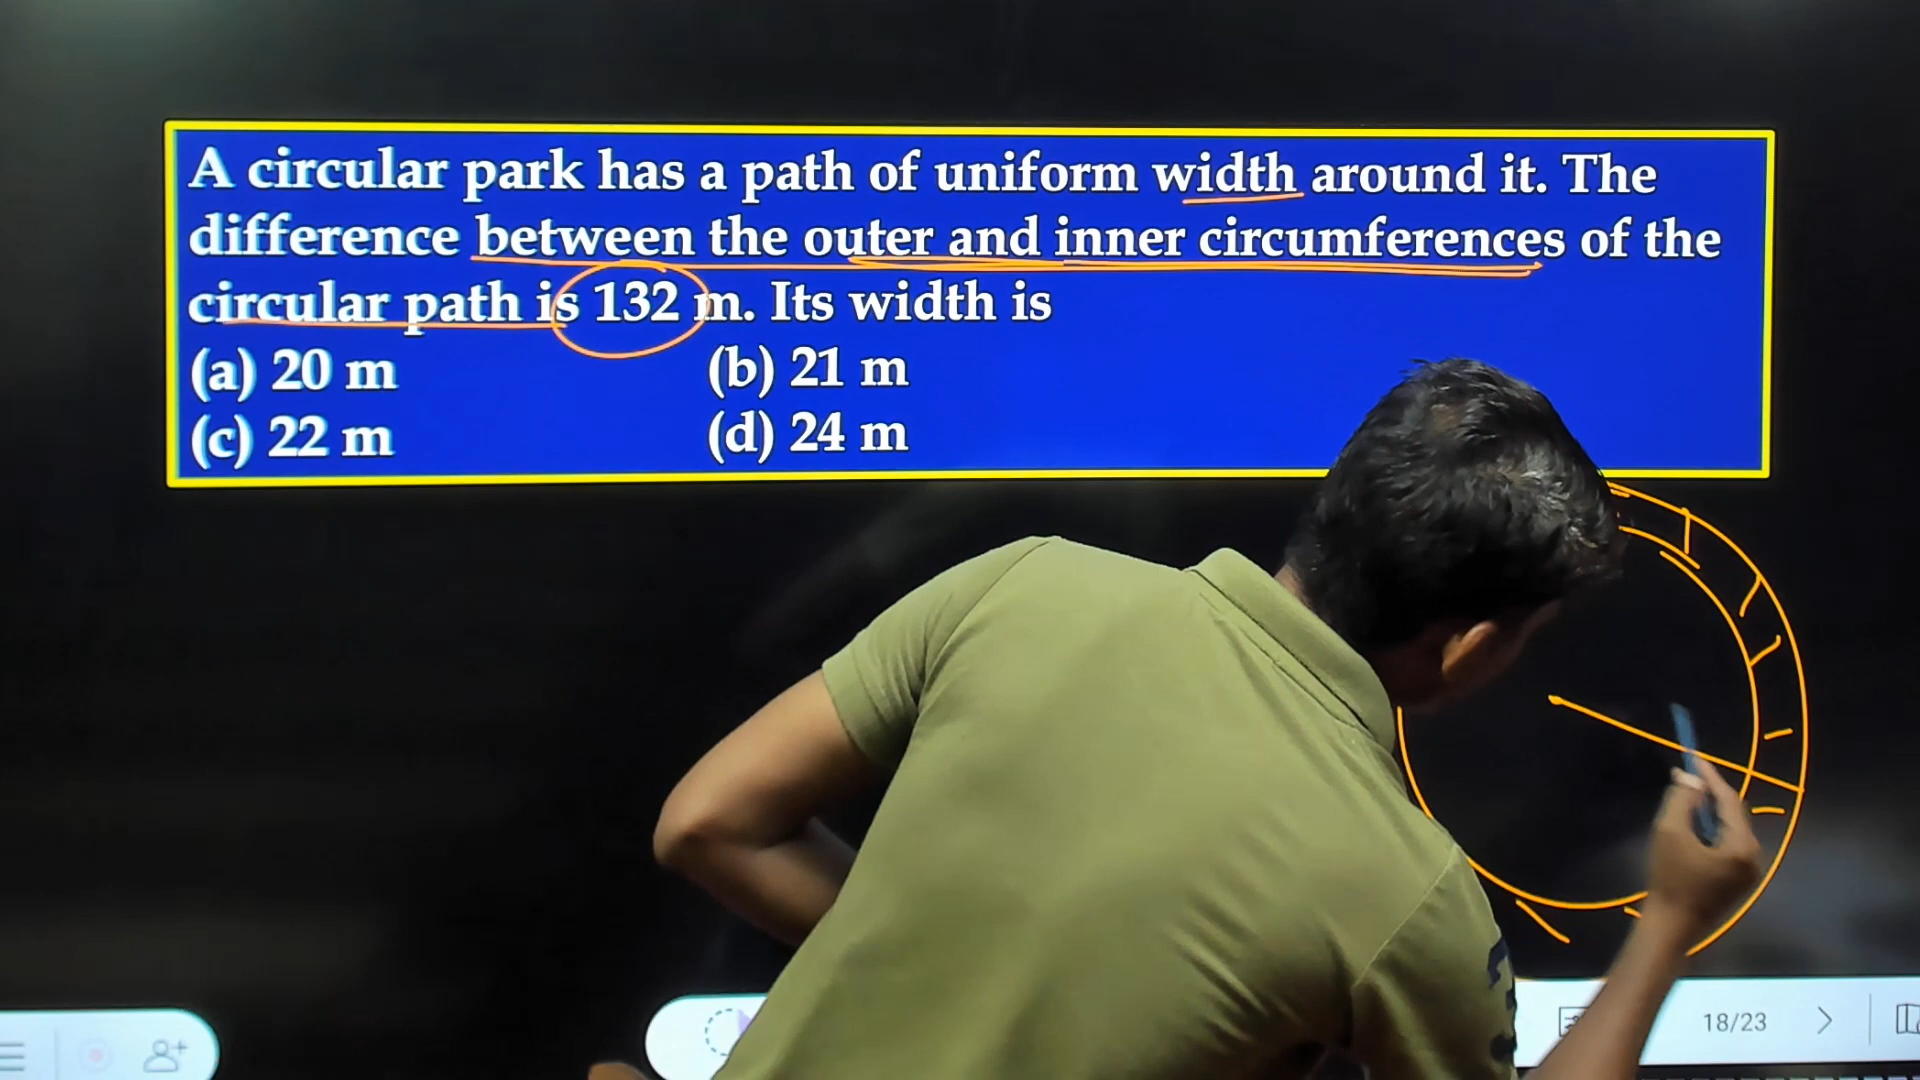 A circular park has a path of uniform width around it. The
difference between the outer and inner circumferences of the
circular path is 132 m. Its width is
(a) 20 m (b) 21 m
(c) 22 m (d) 24 m
18/23